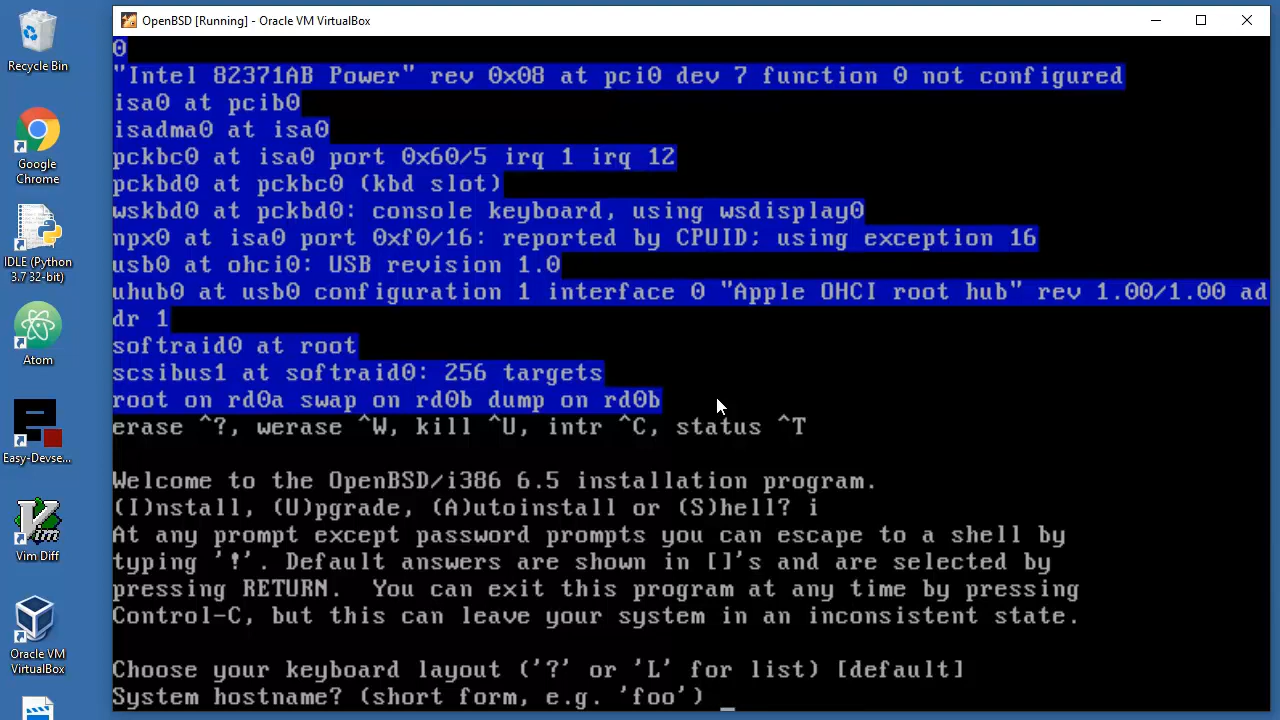 OpenBSD [Running] - Oracle VM VirtualBox
Recycle Bin
Google
Chrome
IDLE (Python
3.7 32-bit)
Atom
Easy-Devse...
Vim Diff
Oracle VM
VirtualBox
0
"Intel 82371AB Power" rev 0x08 at pci0 dev 7 function 0 not configured
isa0 at pcib0
isadma0 at isa0
pckbc0 at isa0 port 0x60/5 irq 1 irq 12
pckbd0 at pckbc0 (kbd slot)
wskbd0 at pckbd0: console keyboard, using wsdisplay0
npx0 at isa0 port 0xf0/16: reported by CPUID; using exception 16
usb0 at ohci0: USB revision 1.0
uhub0 at usb0 configuration 1 interface 0 "Apple OHCI root hub" rev 1.00/1.00 ad
dr 1
softraid0 at root
scsibus1 at softraid0: 256 targets
root on rd0a swap on rd0b dump on rd0b
erase ^?, werase ^W, kill ^U, intr ^C, status ^T
Welcome to the OpenBSD/i386 6.5 installation program.
(I)nstall, (U)pgrade, (A)utoinstall or (S)hell? i
At any prompt except password prompts you can escape to a shell by
typing '!'. Default answers are shown in []'s and are selected by
pressing RETURN.  You can exit this program at any time by pressing
Control-C, but this can leave your system in an inconsistent state.
Choose your keyboard layout ('?' or 'L' for list) [default]
System hostname? (short form, e.g. 'foo') _